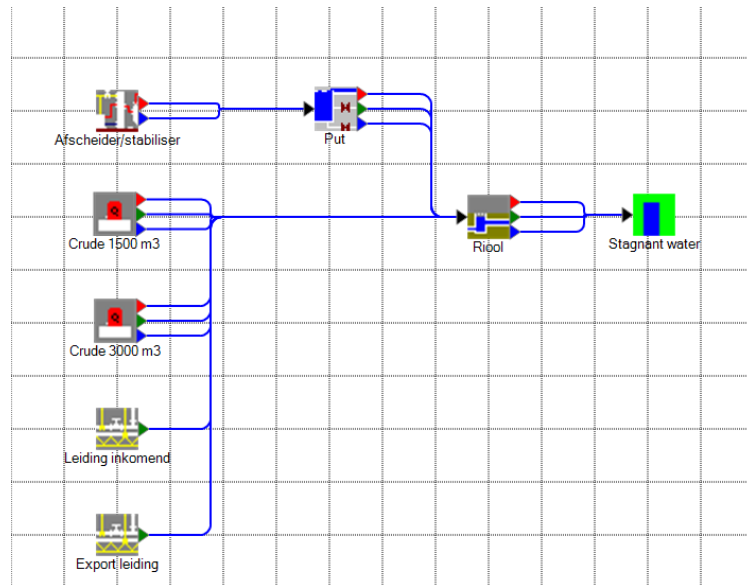 Afscheider/stabiliser
Put
Crude 1500 m3
Riool
Stagnant water
Crude 3000 m3
Leiding inkomend
Export leiding